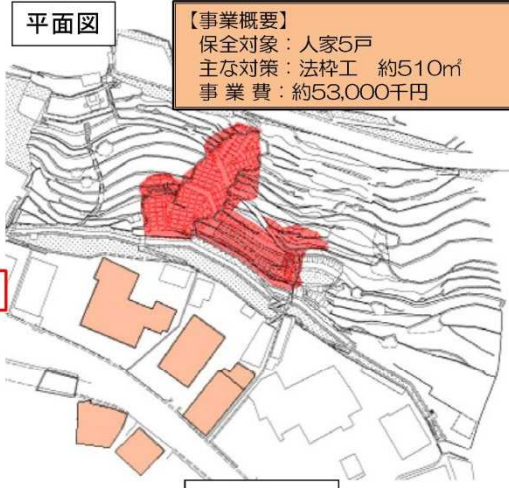 平面図
【事業概要】
保全対象：人家5戸
主な対策：法枠工　約510㎡
事 業 費：約53,000千円